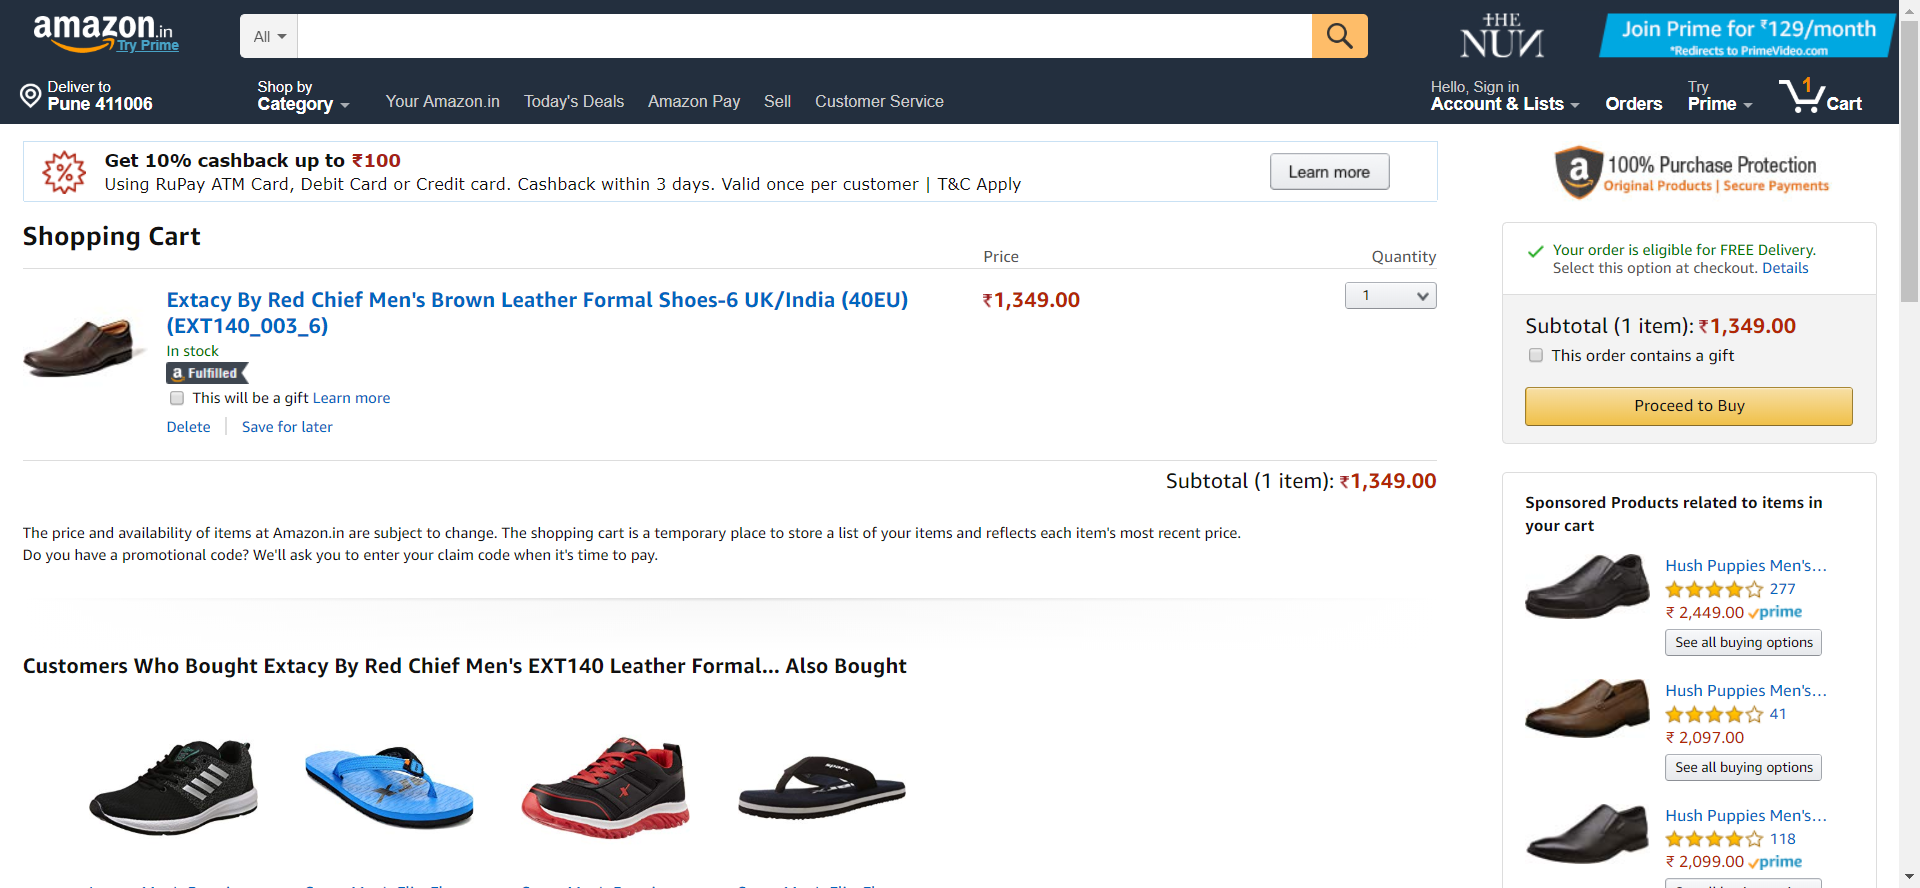 amazon.in
Try Prime
All
THE NUN
Join Prime for ₹129/month
*Redirects to PrimeVideo.com
Deliver to
Pune 411006
Shop by
Category
Your Amazon.in
Today's Deals
Amazon Pay
Sell
Customer Service
Hello, Sign in
Account & Lists
Orders
Try
Prime
1
Cart
Get 10% cashback up to ₹100
Using RuPay ATM Card, Debit Card or Credit card. Cashback within 3 days. Valid once per customer | T&C Apply
Learn more
100% Purchase Protection
Original Products | Secure Payments
Shopping Cart
Price
Quantity
Extacy By Red Chief Men's Brown Leather Formal Shoes-6 UK/India (40EU)
(EXT140_003_6)
₹1,349.00
1
In stock
a Fulfilled
This will be a gift Learn more
Delete
Save for later
Subtotal (1 item): ₹1,349.00
The price and availability of items at Amazon.in are subject to change. The shopping cart is a temporary place to store a list of your items and reflects each item's most recent price.
Do you have a promotional code? We'll ask you to enter your claim code when it's time to pay.
Your order is eligible for FREE Delivery.
Select this option at checkout. Details
Subtotal (1 item): ₹1,349.00
This order contains a gift
Proceed to Buy
Sponsored Products related to items in
your cart
Hush Puppies Men's...
277
₹ 2,449.00 prime
See all buying options
Hush Puppies Men's...
41
₹ 2,097.00
See all buying options
Hush Puppies Men's...
118
₹ 2,099.00 prime
Customers Who Bought Extacy By Red Chief Men's EXT140 Leather Formal... Also Bought
sparx